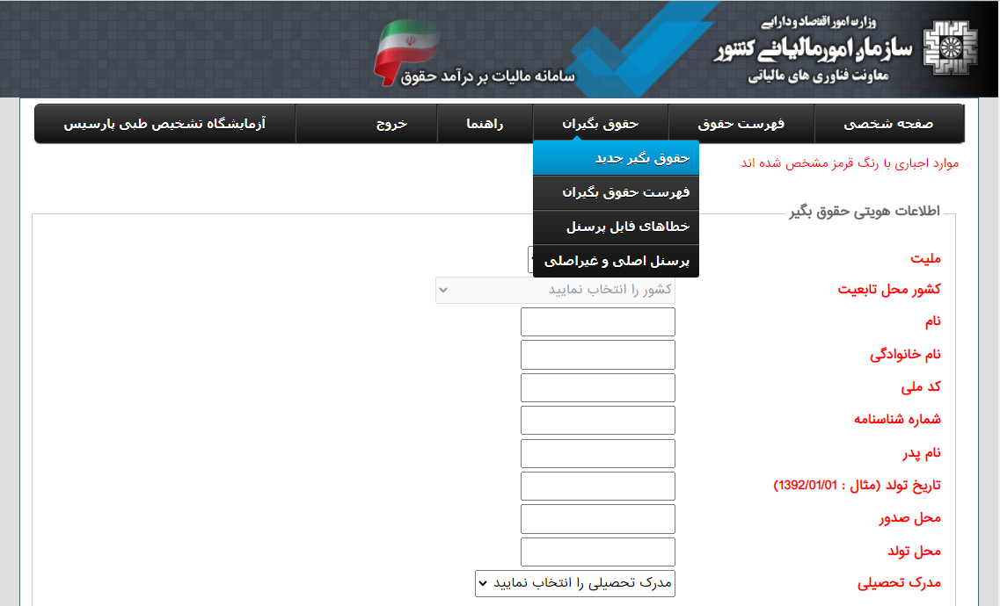 وزارت امور اقتصاد و دارایی
سازمان امور مالیاتی کشور
معاونت فناوری های مالیاتی
سامانه مالیات بر درآمد حقوق
صفحه شخصی
فهرست حقوق
حقوق بگیران
راهنما
خروج
آزمایشگاه تشخیص طبی پارسیس
حقوق بگیر جدید
فهرست حقوق بگیران
خطاهای فایل پرسنل
پرسنل اصلی و غیراصلی
موارد اجباری با رنگ قرمز مشخص شده اند
اطلاعات هویتی حقوق بگیر
ملیت
کشور محل تابعیت کشور را انتخاب نمایید
نام
نام خانوادگی
کد ملی
شماره شناسنامه
نام پدر
تاریخ تولد (مثال : 1392/01/01)
محل صدور
محل تولد
مدرک تحصیلی مدرک تحصیلی را انتخاب نمایید